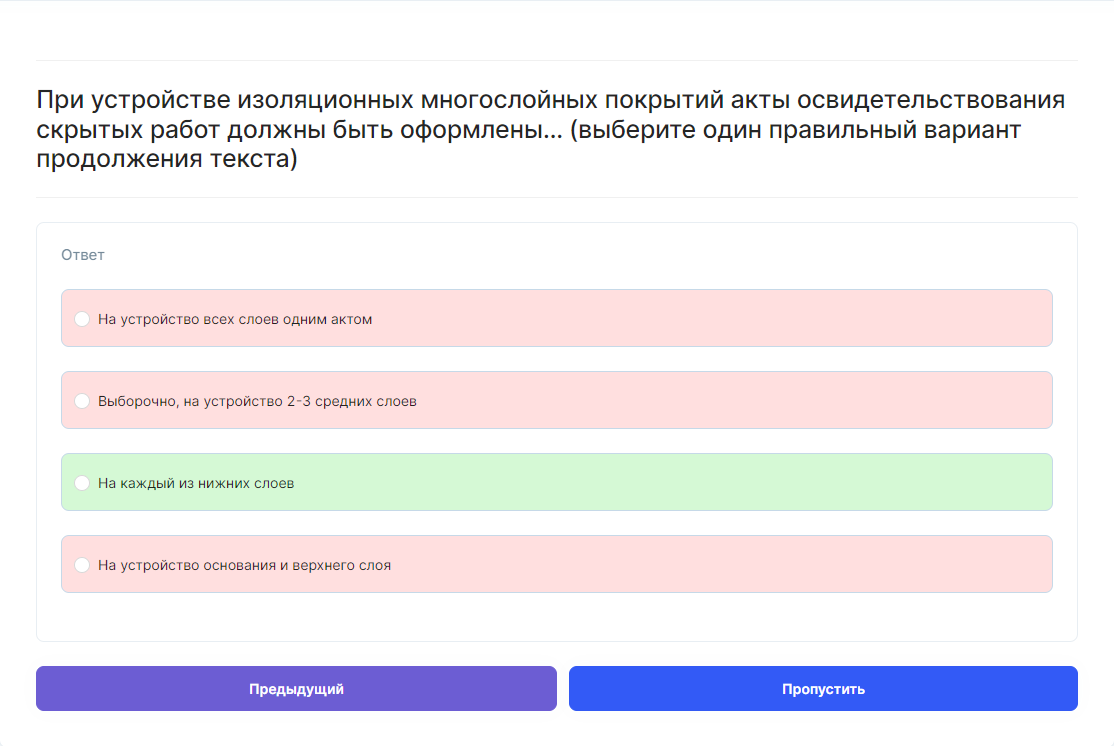 При устройстве изоляционных многослойных покрытий акты освидетельствования
скрытых работ должны быть оформлены... (выберите один правильный вариант
продолжения текста)
Ответ
На устройство всех слоев одним актом
Выборочно, на устройство 2-3 средних слоев
На каждый из нижних слоев
На устройство основания и верхнего слоя
Предыдущий
Пропустить